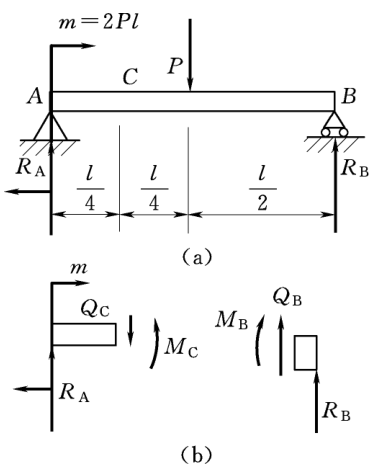 m=2Pl
P
C
A
B
R_A
R_B
l/4
l/4
l/2
(a)
m
Q_C
M_C
R_A
M_B
Q_B
R_B
(b)